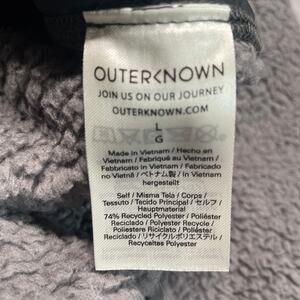 OUTERKNOWN
JOIN US ON OUR JOURNEY
OUTERKNOWN.COM
L
G
Made in Vietnam / Hecho en
Vietnam / Fabriqué au Vietnam /
Fabbricato in Vietnam / Fabricado
no Vietnã / ベトナム製 / In Vietnam
hergestellt
Self / Misma Tela / Corps /
Tessuto / Tecido Principal / セルフ /
Hauptmaterial
74% Recycled Polyester / Poliéster
Reciclado / Polyester Recyclé /
Poliestere Riciclato / Poliéster
Reciclado / リサイクルポリエステル /
Recyceltes Polyester